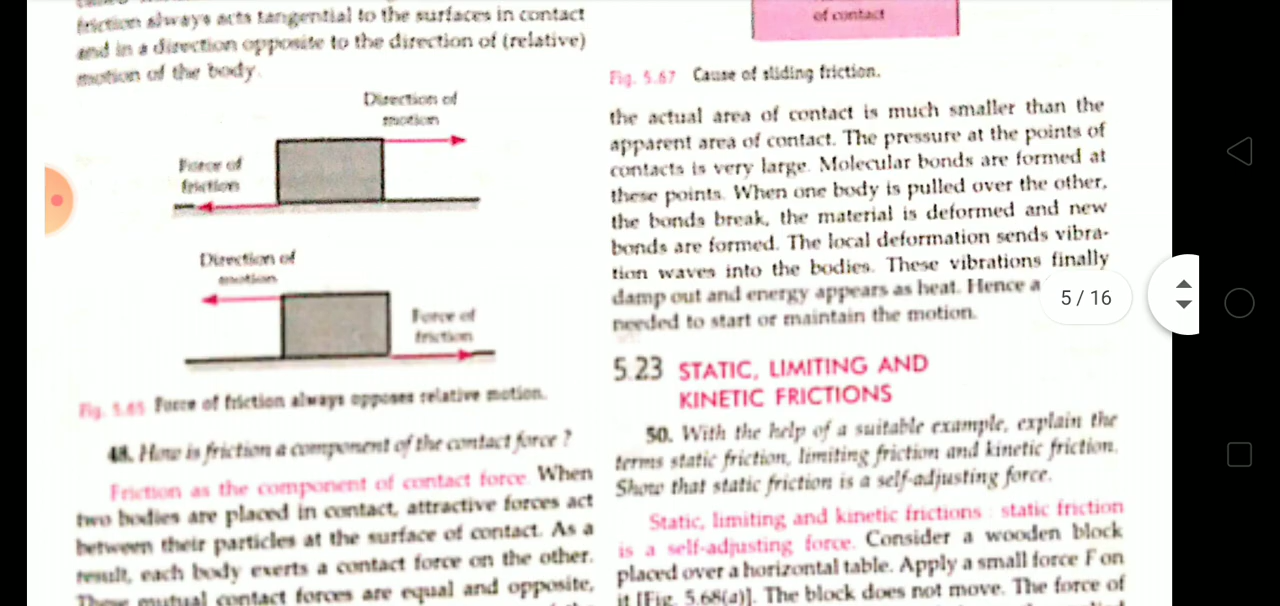 friction always acts tangential to the surfaces in contact
and in a direction opposite to the direction of (relative)
motion of the body.
Direction of
motion
Force of
friction
Direction of
motion
Force of
friction
Fig. 5.65 Force of friction always opposes relative motion.
48. How is friction a component of the contact force ?
Friction as the component of contact force. When
two bodies are placed in contact, attractive forces act
between their particles at the surface of contact. As a
result, each body exerts a contact force on the other.
These mutual contact forces are equal and opposite,
of contact
Fig. 5.67 Cause of sliding friction.
the actual area of contact is much smaller than the
apparent area of contact. The pressure at the points of
contacts is very large. Molecular bonds are formed at
these points. When one body is pulled over the other,
the bonds break, the material is deformed and new
bonds are formed. The local deformation sends vibra-
tion waves into the bodies. These vibrations finally
damp out and energy appears as heat. Hence a
needed to start or maintain the motion.
5/16
5.23 STATIC, LIMITING AND
KINETIC FRICTIONS
50. With the help of a suitable example, explain the
terms static friction, limiting friction and kinetic friction.
Show that static friction is a self-adjusting force.
Static, limiting and kinetic frictions : static friction
is a self-adjusting force. Consider a wooden block
placed over a horizontal table. Apply a small force F on
it [Fig. 5.68(a)]. The block does not move. The force of